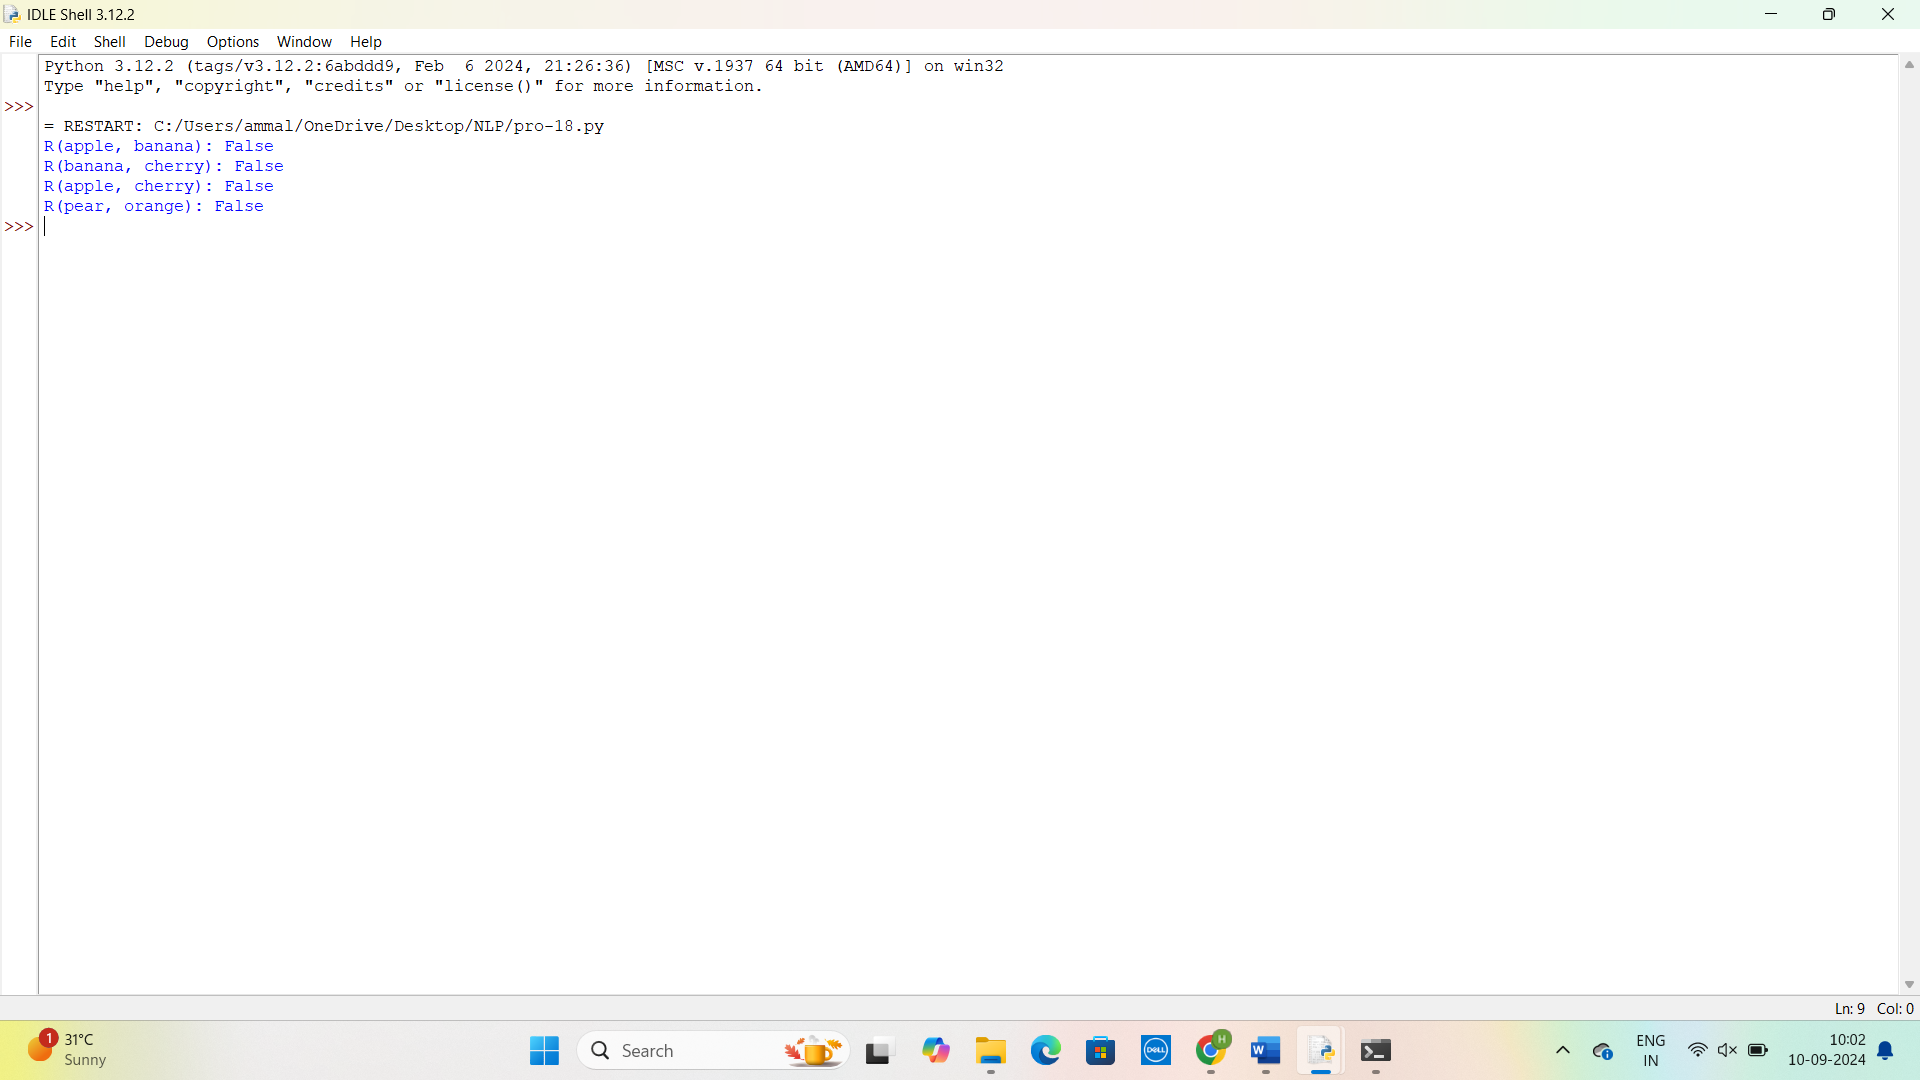 IDLE Shell 3.12.2
File Edit Shell Debug Options Window Help
Python 3.12.2 (tags/v3.12.2:6abddd9, Feb  6 2024, 21:26:36) [MSC v.1937 64 bit (AMD64)] on win32
Type "help", "copyright", "credits" or "license()" for more information.
>>>
= RESTART: C:/Users/ammal/OneDrive/Desktop/NLP/pro-18.py
R(apple, banana): False
R(banana, cherry): False
R(apple, cherry): False
R(pear, orange): False
>>>
Ln: 9 Col: 0
1 31°C
Sunny
Search
DELL
H
W
ENG
IN
10:02
10-09-2024